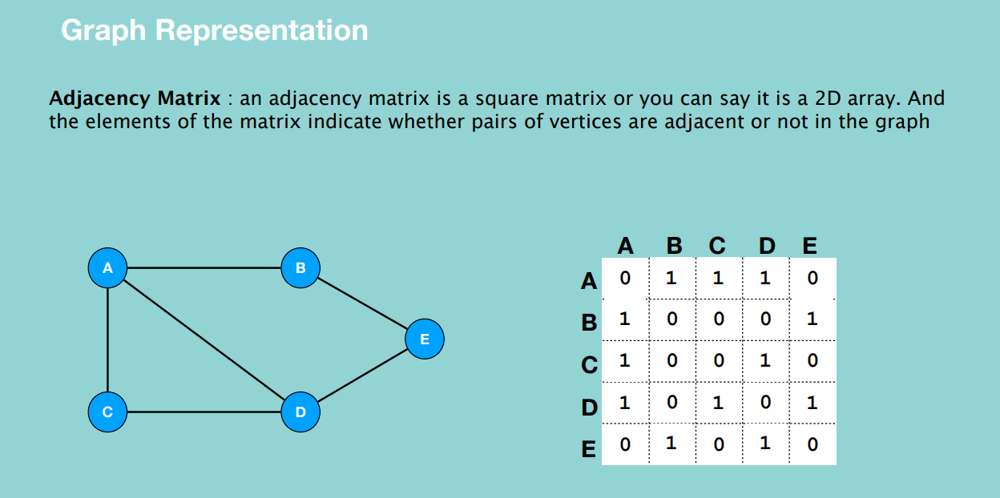 Graph Representation
Adjacency Matrix : an adjacency matrix is a square matrix or you can say it is a 2D array. And
the elements of the matrix indicate whether pairs of vertices are adjacent or not in the graph
A
B
E
C
D
A B C D E
A 0 1 1 1 0
B 1 0 0 0 1
C 1 0 0 1 0
D 1 0 1 0 1
E 0 1 0 1 0